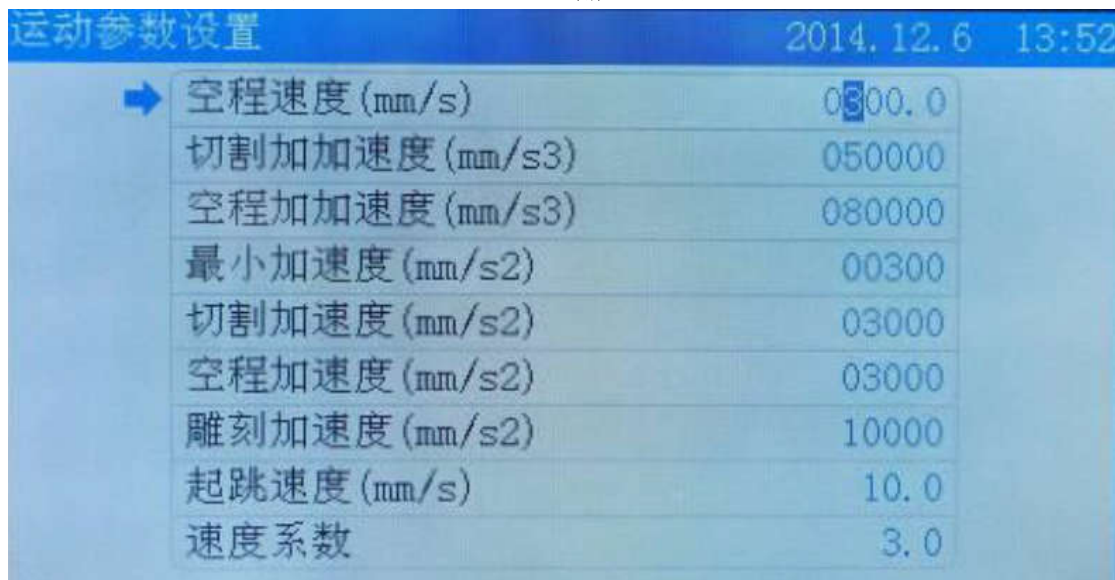 运动参数设置 2014. 12. 6 13:52
空程速度(mm/s) 0300. 0
切割加加速度(mm/s3) 050000
空程加加速度(mm/s3) 080000
最小加速度(mm/s2) 00300
切割加速度(mm/s2) 03000
空程加速度(mm/s2) 03000
雕刻加速度(mm/s2) 10000
起跳速度(mm/s) 10. 0
速度系数 3. 0